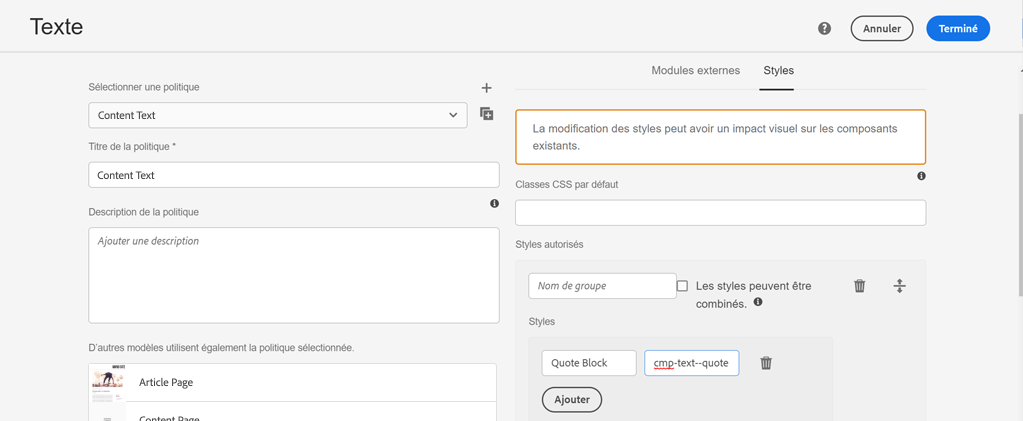 Texte
Annuler
Terminé
Sélectionner une politique
Content Text
Titre de la politique *
Content Text
Description de la politique
Ajouter une description
D'autres modèles utilisent également la politique sélectionnée.
Article Page
Content Page
Modules externes
Styles
La modification des styles peut avoir un impact visuel sur les composants
existants.
Classes CSS par défaut
Styles autorisés
Nom de groupe
Les styles peuvent être
combinés.
Styles
Quote Block
cmp-text--quote
Ajouter